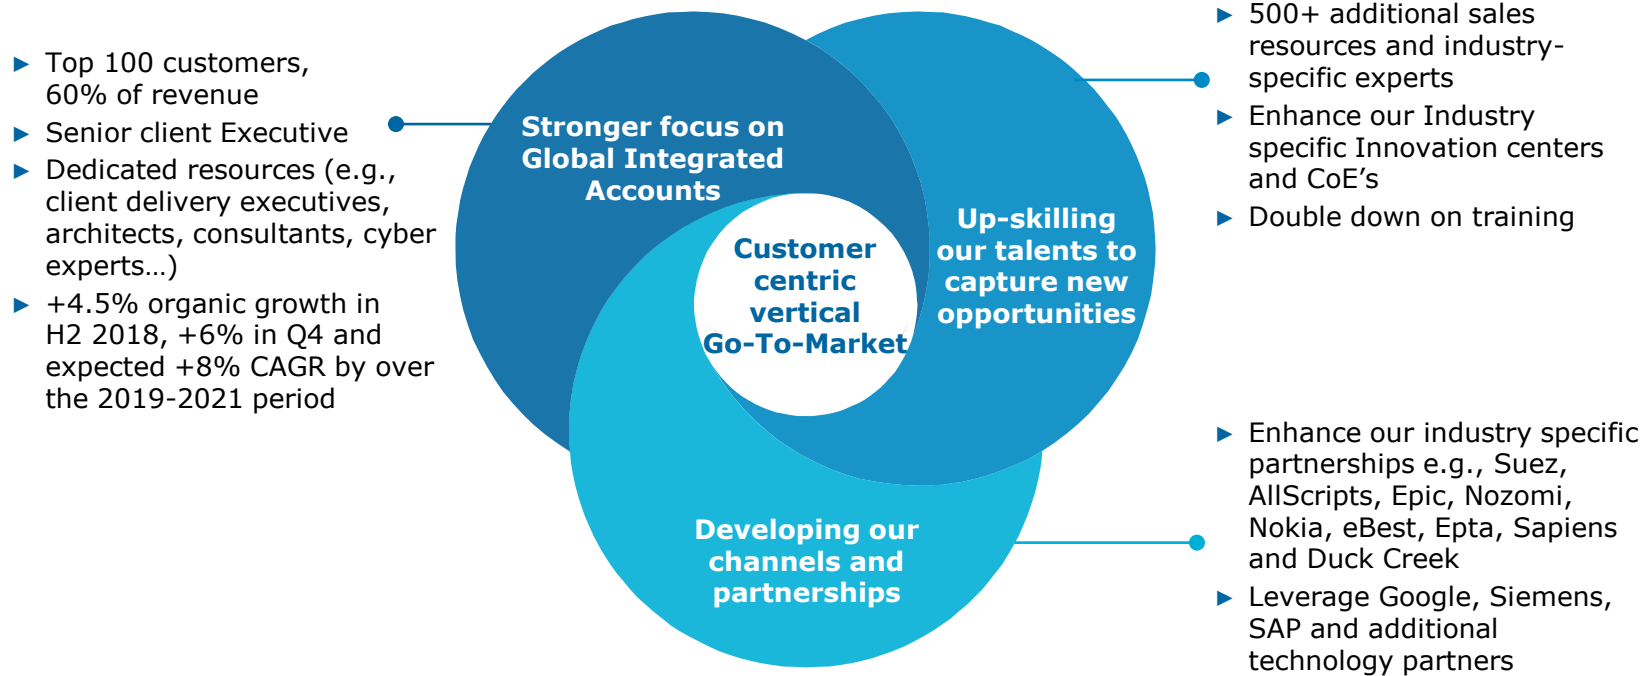 ► Top 100 customers,
60% of revenue
► Senior client Executive
► Dedicated resources (e.g.,
client delivery executives,
architects, consultants, cyber
experts…)
► +4.5% organic growth in
H2 2018, +6% in Q4 and
expected +8% CAGR by over
the 2019-2021 period
Stronger focus on
Global Integrated
Accounts
Customer
centric
vertical
Go-To-Market
Up-skilling
our talents to
capture new
opportunities
Developing our
channels and
partnerships
► 500+ additional sales
resources and industry-
specific experts
► Enhance our Industry
specific Innovation centers
and CoE’s
► Double down on training
► Enhance our industry specific
partnerships e.g., Suez,
AllScripts, Epic, Nozomi,
Nokia, eBest, Epta, Sapiens
and Duck Creek
► Leverage Google, Siemens,
SAP and additional
technology partners